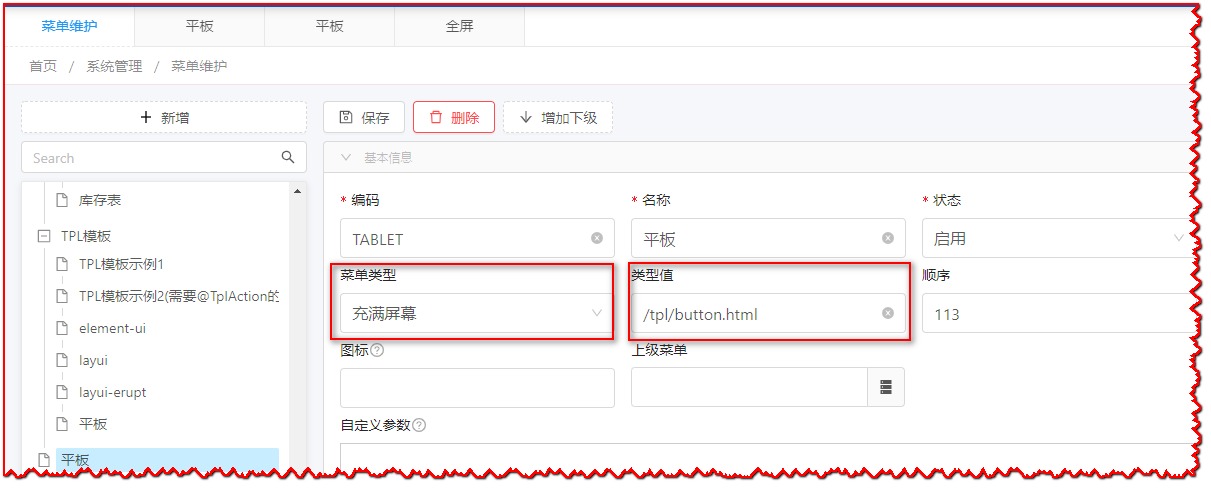 菜单维护 平板 平板 全屏
首页 / 系统管理 / 菜单维护
新增 保存 删除 增加下级
Search
基本信息
库存表
TPL模板
TPL模板示例1
TPL模板示例2(需要@TplAction的
element-ui
layui
layui-erupt
平板
平板
* 编码 * 名称 * 状态
TABLET 平板 启用
菜单类型 类型值 顺序
充满屏幕 /tpl/button.html 113
图标 上级菜单
自定义参数